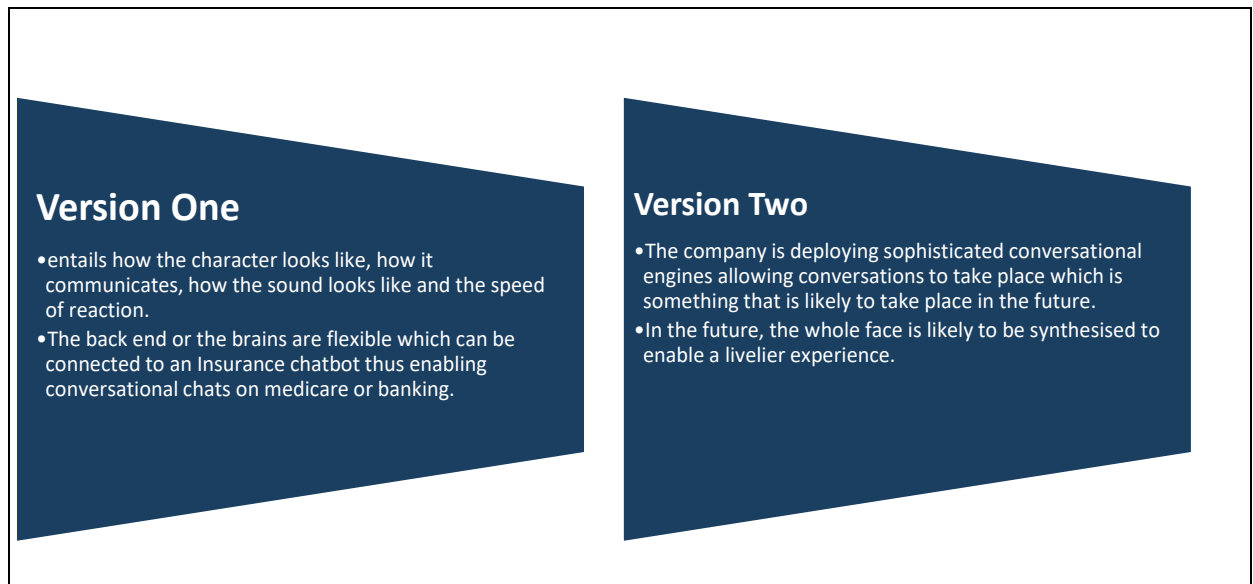 Version One
•entails how the character looks like, how it
communicates, how the sound looks like and the speed
of reaction.
•The back end or the brains are flexible which can be
connected to an Insurance chatbot thus enabling
conversational chats on medicare or banking.
Version Two
•The company is deploying sophisticated conversational
engines allowing conversations to take place which is
something that is likely to take place in the future.
•In the future, the whole face is likely to be synthesised to
enable a livelier experience.